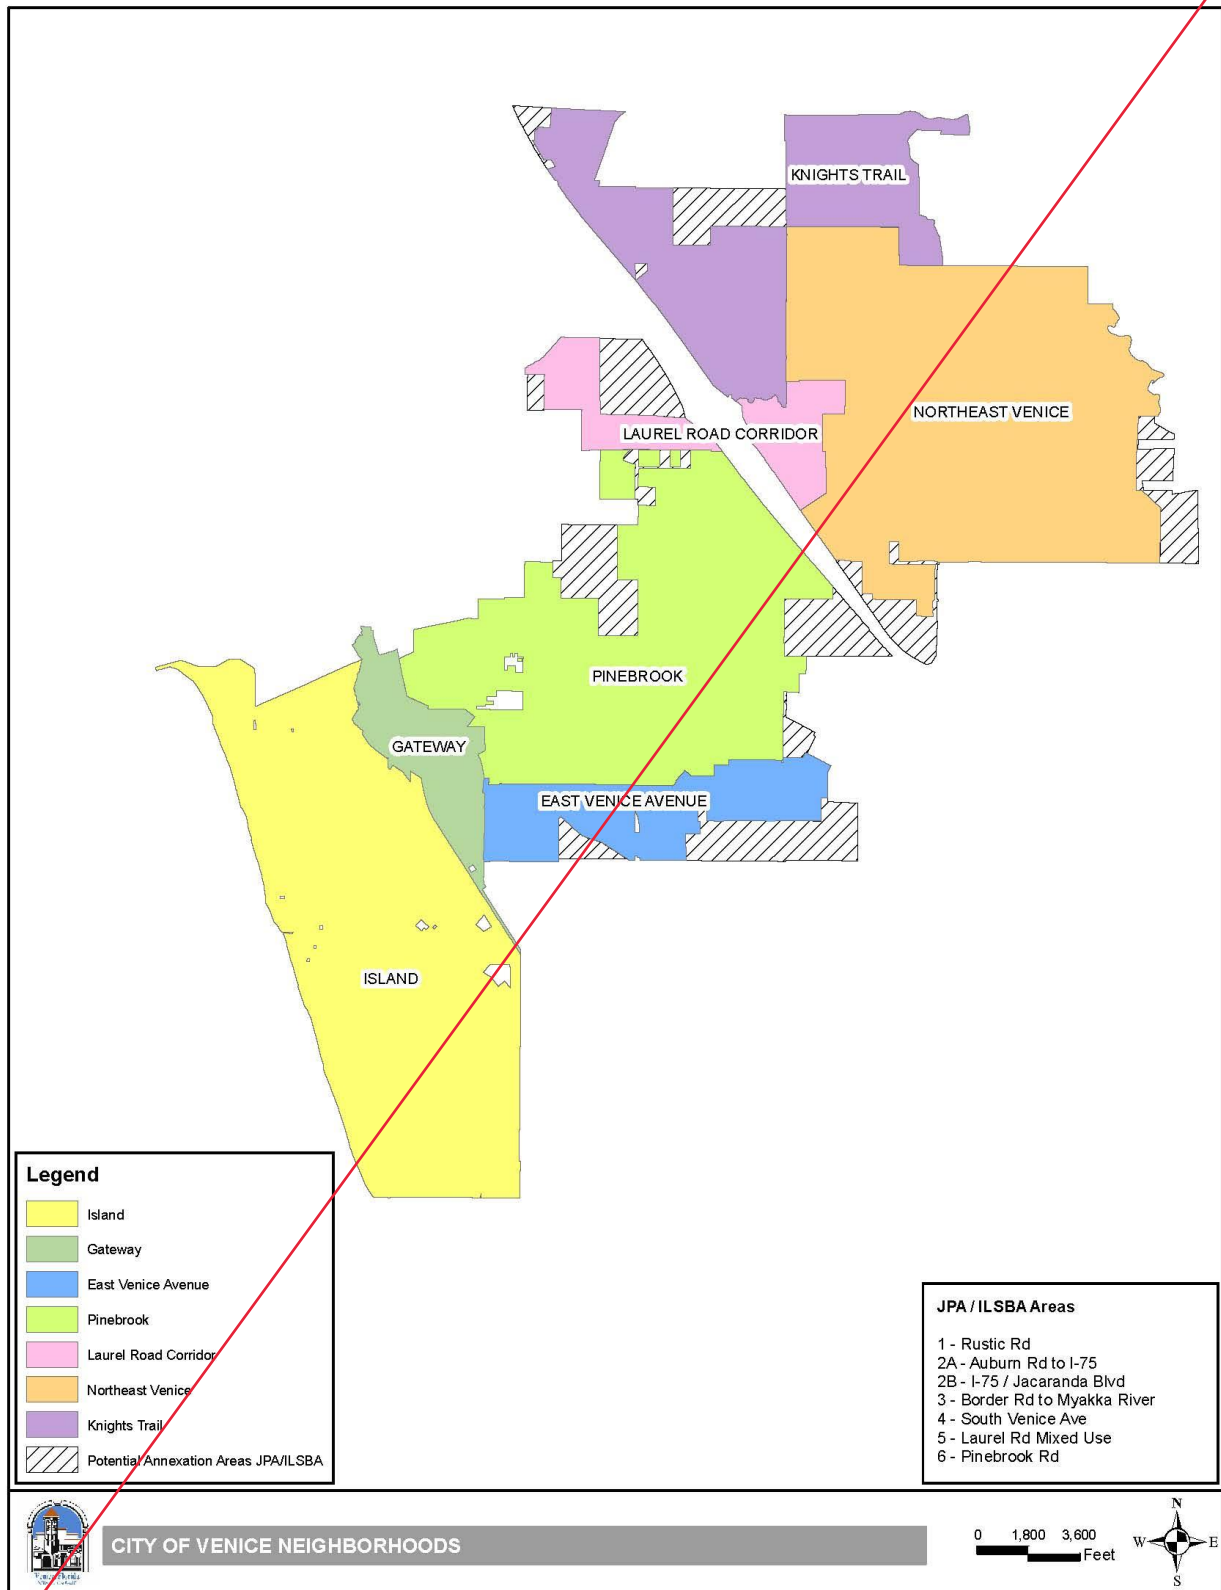 KNIGHTS TRAIL
NORTHEAST VENICE
LAUREL ROAD CORRIDOR
PINEBROOK
GATEWAY
EAST VENICE AVENUE
ISLAND
Legend
Island
Gateway
East Venice Avenue
Pinebrook
Laurel Road Corridor
Northeast Venice
Knights Trail
Potential Annexation Areas JPA/ILSBA
JPA / ILSBA Areas
1 - Rustic Rd
2A - Auburn Rd to I-75
2B - I-75 / Jacaranda Blvd
3 - Border Rd to Myakka River
4 - South Venice Ave
5 - Laurel Rd Mixed Use
6 - Pinebrook Rd
CITY OF VENICE NEIGHBORHOODS
0 1,800 3,600
Feet
N
W E
S